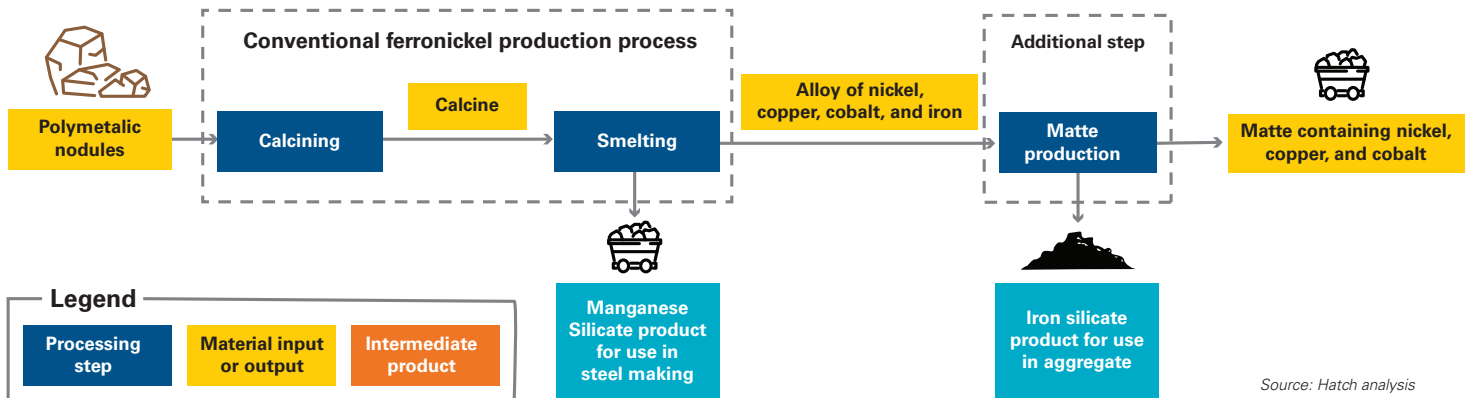 Conventional ferronickel production process
Additional step
Polymetalic
nodules
Calcining
Calcine
Smelting
Alloy of nickel,
copper, cobalt, and iron
Matte
production
Matte containing nickel,
copper, and cobalt
Manganese
Silicate product
for use in
steel making
Iron silicate
product for use
in aggregate
Legend
Processing
step
Material input
or output
Intermediate
product
Source: Hatch analysis